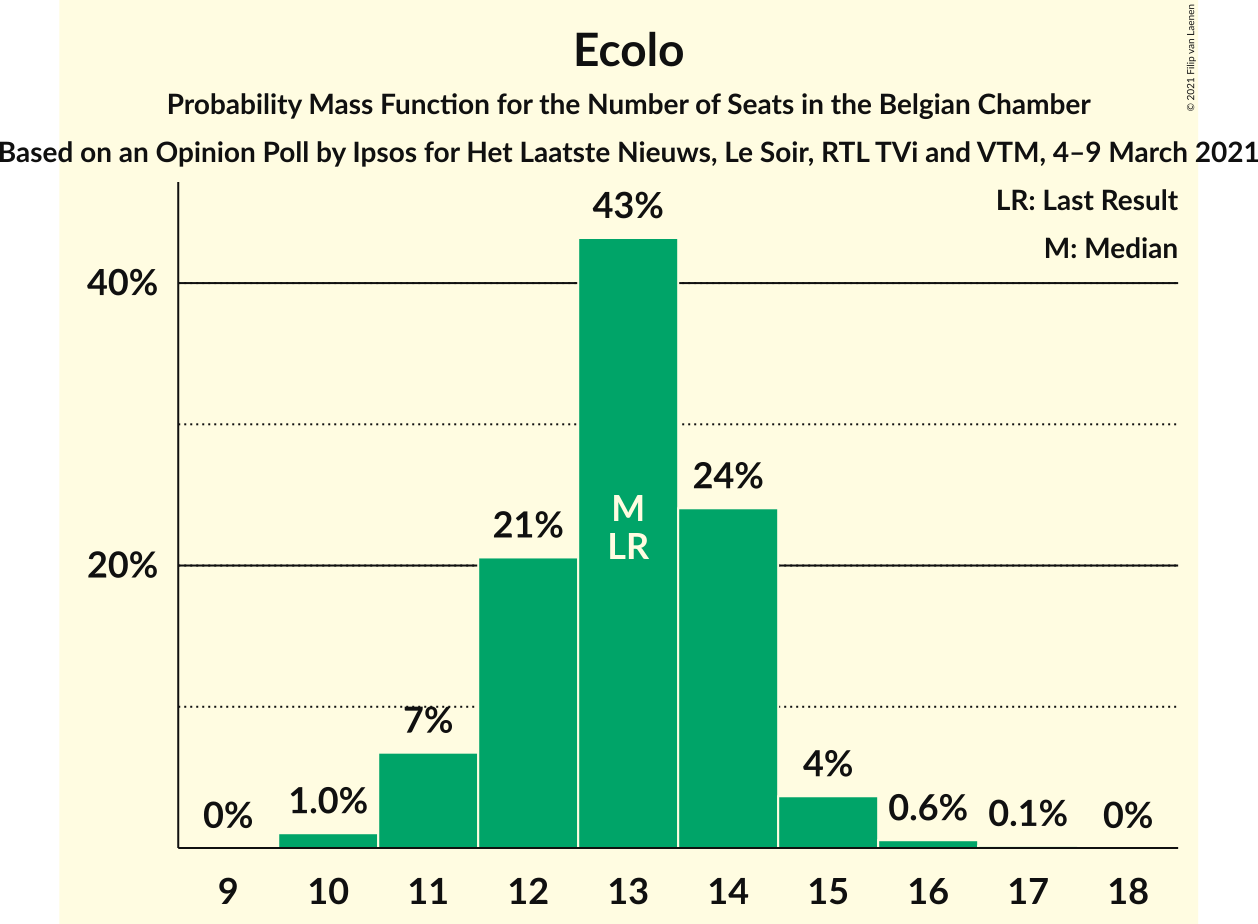 Ecolo
Probability Mass Function for the Number of Seats in the Belgian Chamber
Based on an Opinion Poll by Ipsos for Het Laatste Nieuws, Le Soir, RTL TVi and VTM, 4–9 March 2021
© 2021 Filip van Laenen
LR: Last Result
M: Median
43%
40%
24%
M
LR
21%
20%
7%
4%
0%
1.0%
0.6%
0.1%
0%
9 10 11 12 13 14 15 16 17 18